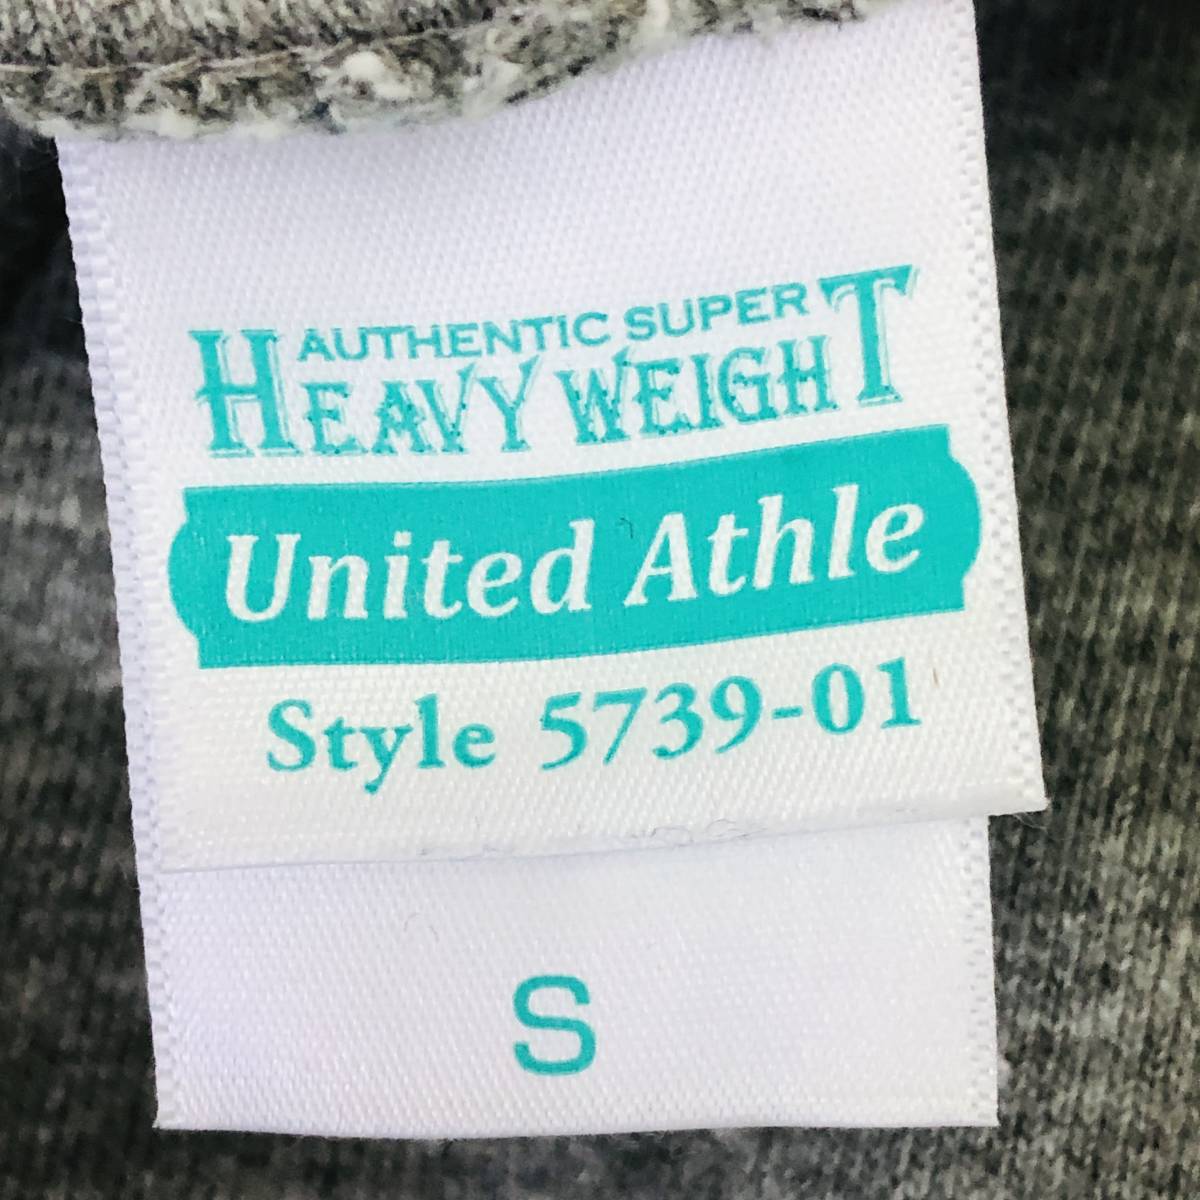 AUTHENTIC SUPER
HEAVY WEIGHT
United Athle
Style 5739-01
S